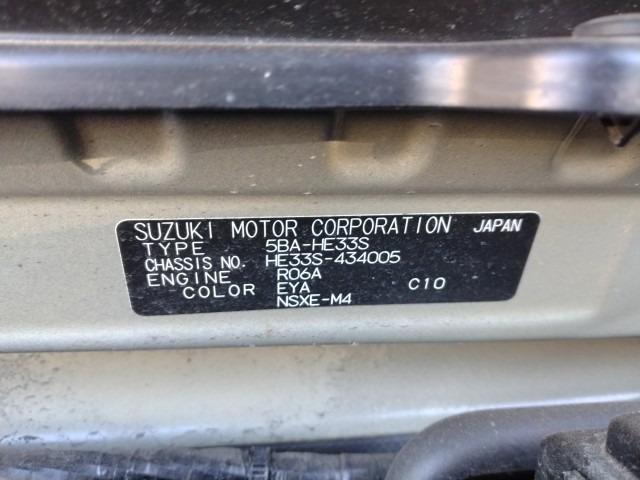 SUZUKI MOTOR CORPORATION JAPAN
TYPE 5BA-HE33S
CHASSIS NO. HE33S-434005
ENGINE R06A
COLOR EYA C10
NSXE-M4